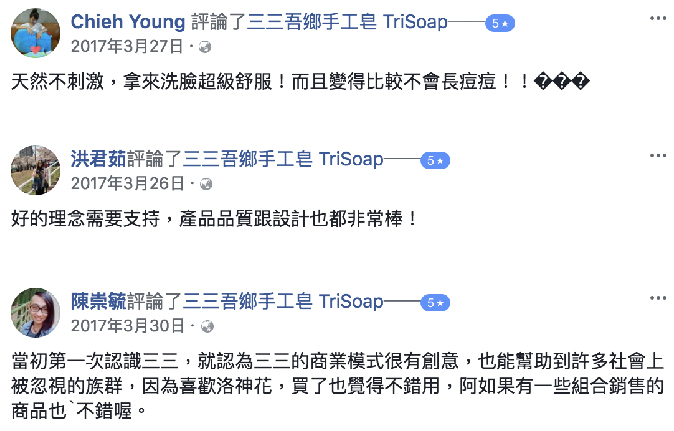 Chieh Young 評論了三三吾鄉手工皂 TriSoap——5★
2017年3月27日 ·
天然不刺激，拿來洗臉超級舒服！而且變得比較不會長痘痘！！���
洪君茹評論了三三吾鄉手工皂 TriSoap——5★
2017年3月26日 ·
好的理念需要支持，產品品質跟設計也都非常棒！
陳崇毓評論了三三吾鄉手工皂 TriSoap——5★
2017年3月30日 ·
當初第一次認識三三，就認為三三的商業模式很有創意，也能幫助到許多社會上
被忽視的族群，因為喜歡洛神花，買了也覺得不錯用，阿如果有一些組合銷售的
商品也ˋ不錯喔。